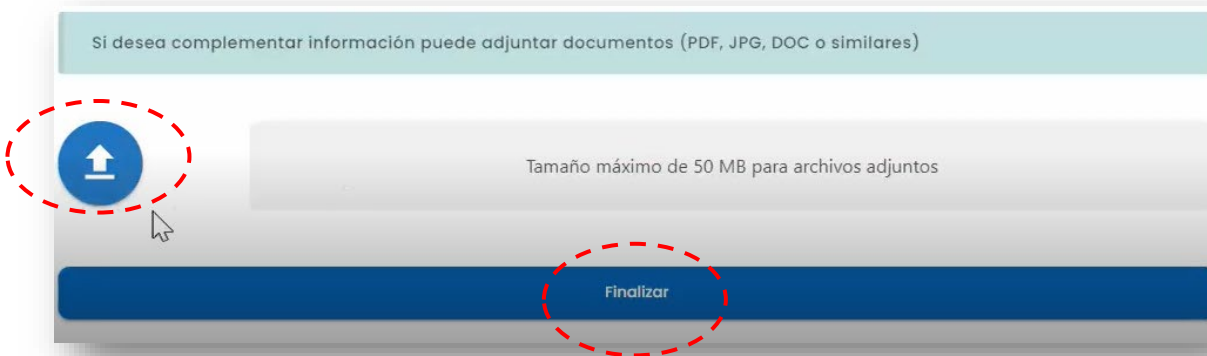 Si desea complementar información puede adjuntar documentos (PDF, JPG, DOC o similares)
Tamaño máximo de 50 MB para archivos adjuntos
Finalizar